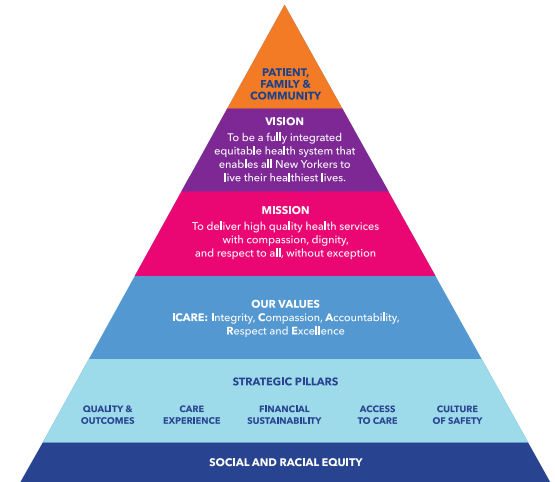 PATIENT,
FAMILY &
COMMUNITY
VISION
To be a fully integrated
equitable health system that
enables all New Yorkers to
live their healthiest lives.
MISSION
To deliver high quality health services
with compassion, dignity,
and respect to all, without exception
OUR VALUES
ICARE: Integrity, Compassion, Accountability,
Respect and Excellence
STRATEGIC PILLARS
QUALITY &
OUTCOMES
CARE
EXPERIENCE
FINANCIAL
SUSTAINABILITY
ACCESS
TO CARE
CULTURE
OF SAFETY
SOCIAL AND RACIAL EQUITY